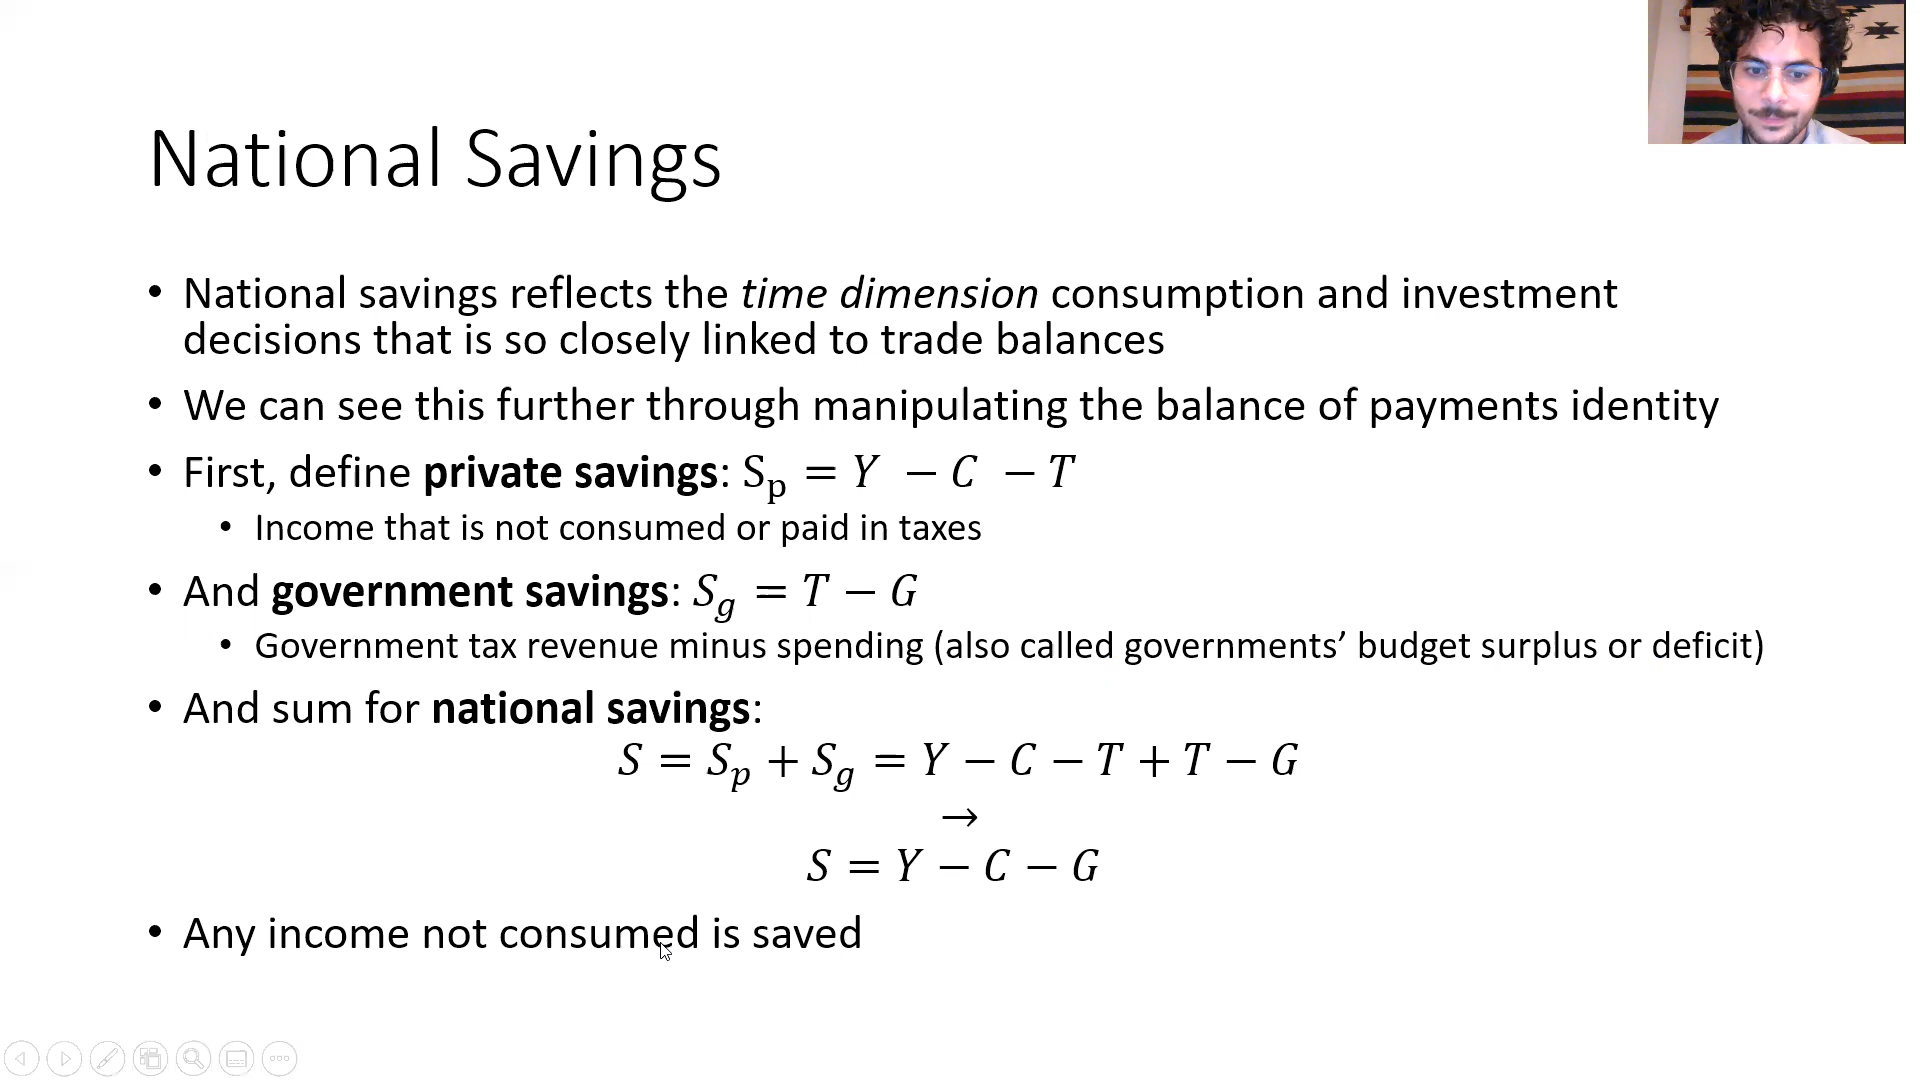 National Savings
• National savings reflects the time dimension consumption and investment
decisions that is so closely linked to trade balances
• We can see this further through manipulating the balance of payments identity
• First, define private savings: Sₚ = Y − C − T
• Income that is not consumed or paid in taxes
• And government savings: S_g = T − G
• Government tax revenue minus spending (also called governments’ budget surplus or deficit)
• And sum for national savings:
S = Sₚ + S_g = Y − C − T + T − G
→
S = Y − C − G
• Any income not consumed is saved